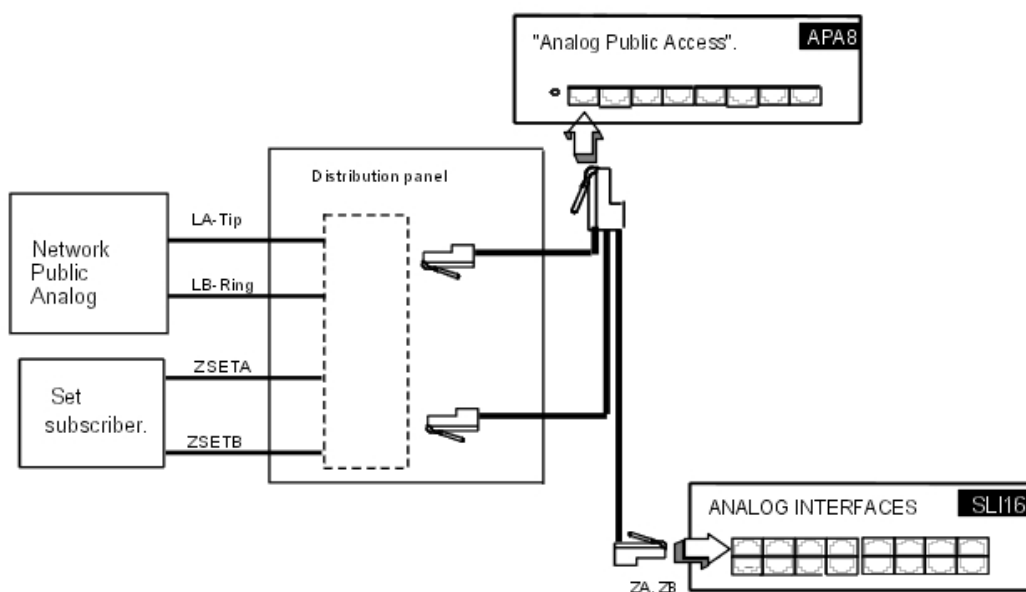 "Analog Public Access".
APA8
Distribution panel
LA-Tip
Network
Public
Analog
LB-Ring
ZSETA
Set
subscriber.
ZSETB
ANALOG INTERFACES
SLI16
ZA, ZB